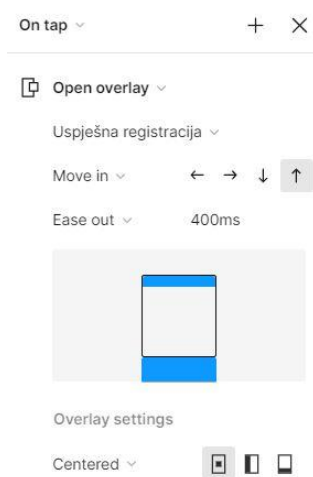 On tap
Open overlay
Uspješna registracija
Move in ← → ↓ ↑
Ease out 400ms
Overlay settings
Centered